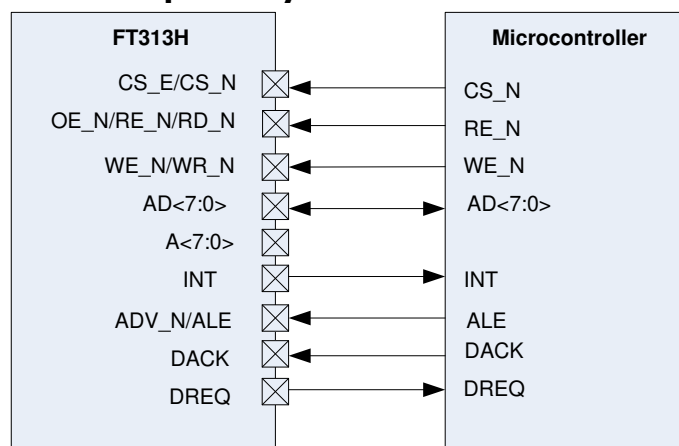 FT313H
Microcontroller
CS_E/CS_N
CS_N
OE_N/RE_N/RD_N
RE_N
WE_N/WR_N
WE_N
AD<7:0>
AD<7:0>
A<7:0>
INT
INT
ADV_N/ALE
ALE
DACK
DACK
DREQ
DREQ